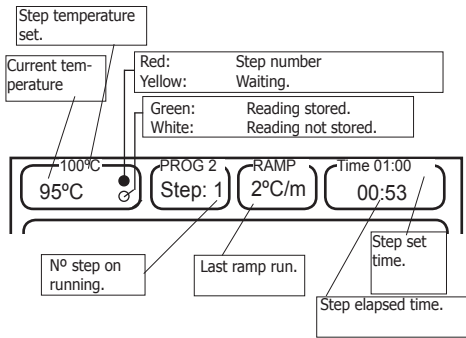 Step temperature
set.
Current tem-
perature
Red: Step number
Yellow: Waiting.
Green: Reading stored.
White: Reading not stored.
100ºC
95ºC
PROG 2
Step: 1
RAMP
2ºC/m
Time 01:00
00:53
Nº step on
running.
Last ramp run.
Step set
time.
Step elapsed time.